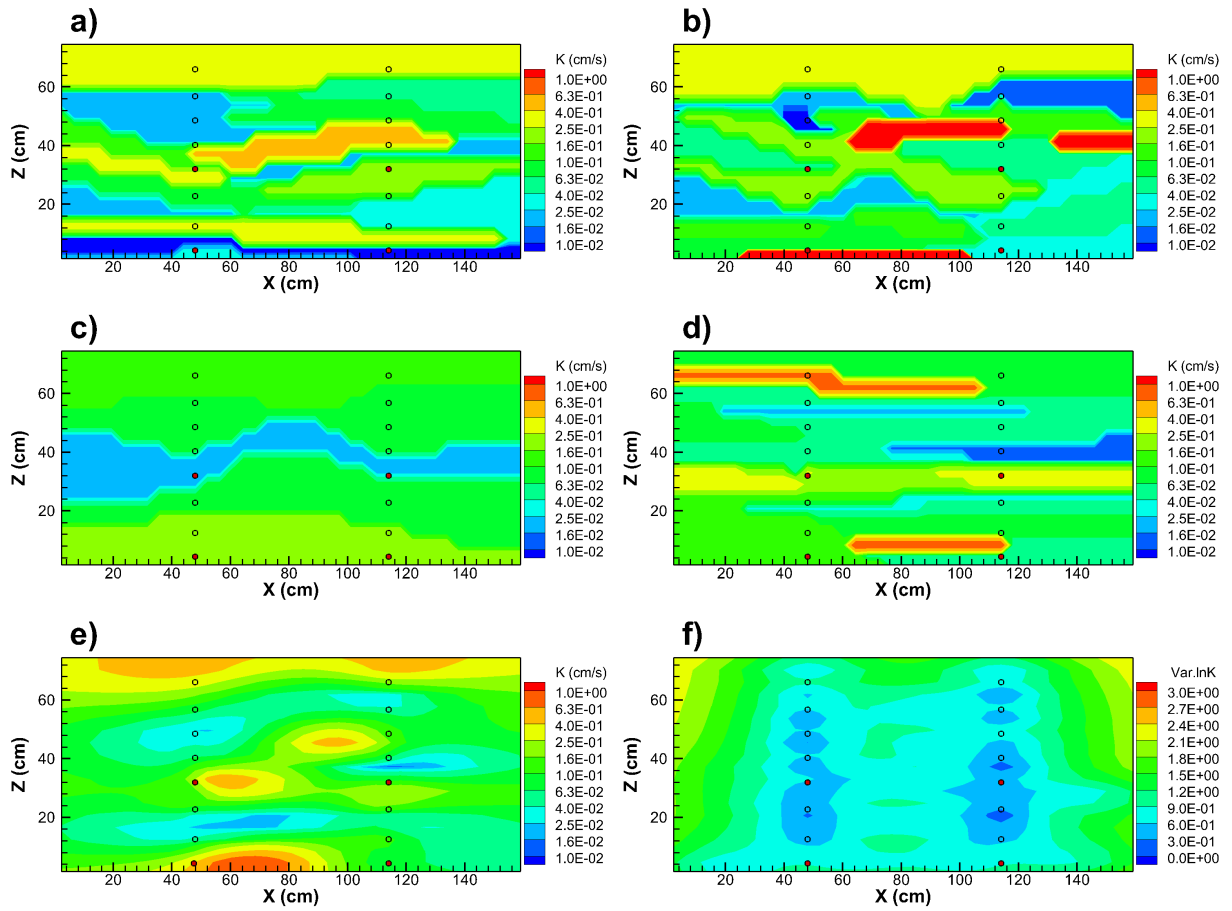 a)
K (cm/s)
1.0E+00
6.3E-01
4.0E-01
2.5E-01
1.6E-01
1.0E-01
6.3E-02
4.0E-02
2.5E-02
1.6E-02
1.0E-02
Z (cm)
60
40
20
20 40 60 80 100 120 140
X (cm)
b)
K (cm/s)
1.0E+00
6.3E-01
4.0E-01
2.5E-01
1.6E-01
1.0E-01
6.3E-02
4.0E-02
2.5E-02
1.6E-02
1.0E-02
Z (cm)
60
40
20
20 40 60 80 100 120 140
X (cm)
c)
K (cm/s)
1.0E+00
6.3E-01
4.0E-01
2.5E-01
1.6E-01
1.0E-01
6.3E-02
4.0E-02
2.5E-02
1.6E-02
1.0E-02
Z (cm)
60
40
20
20 40 60 80 100 120 140
X (cm)
d)
K (cm/s)
1.0E+00
6.3E-01
4.0E-01
2.5E-01
1.6E-01
1.0E-01
6.3E-02
4.0E-02
2.5E-02
1.6E-02
1.0E-02
Z (cm)
60
40
20
20 40 60 80 100 120 140
X (cm)
e)
K (cm/s)
1.0E+00
6.3E-01
4.0E-01
2.5E-01
1.6E-01
1.0E-01
6.3E-02
4.0E-02
2.5E-02
1.6E-02
1.0E-02
Z (cm)
60
40
20
20 40 60 80 100 120 140
X (cm)
f)
Var.lnK
3.0E+00
2.7E+00
2.4E+00
2.1E+00
1.8E+00
1.5E+00
1.2E+00
9.0E-01
6.0E-01
3.0E-01
0.0E+00
Z (cm)
60
40
20
20 40 60 80 100 120 140
X (cm)